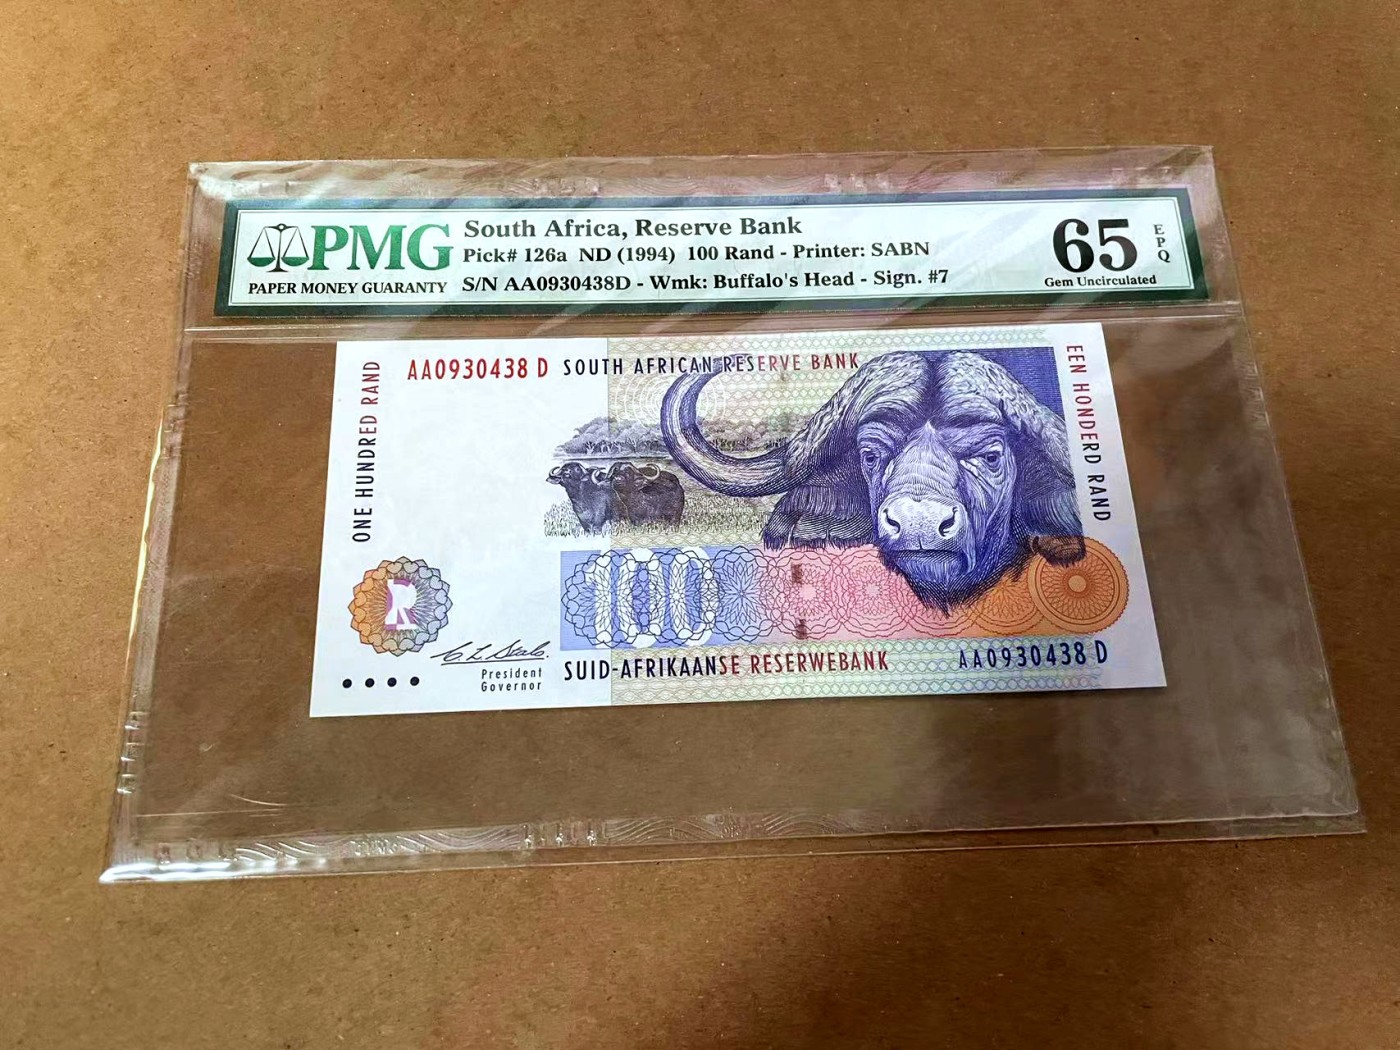 PMG
PAPER MONEY GUARANTY
South Africa, Reserve Bank
Pick# 126a ND (1994) 100 Rand - Printer: SABN
S/N AA0930438D - Wmk: Buffalo's Head - Sign. #7
65
EPQ
Gem Uncirculated
ONE HUNDRED RAND
AA0930438 D
SOUTH AFRICAN RESERVE BANK
EEN HONDERD RAND
R
100
C. L. Stals.
President
Governor
SUID-AFRIKAANSE RESERWEBANK
AA0930438 D